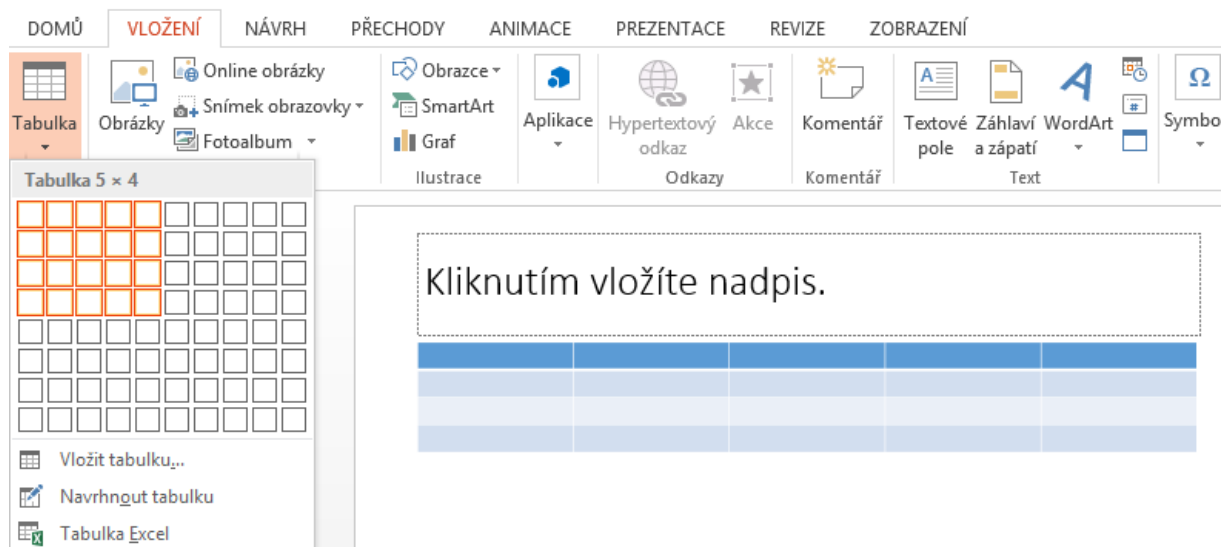 DOMŮ VLOŽENÍ NÁVRH PŘECHODY ANIMACE PREZENTACE REVIZE ZOBRAZENÍ
Tabulka
Obrázky
Online obrázky
Snímek obrazovky
Fotoalbum
Obrazce
SmartArt
Graf
Ilustrace
Aplikace
Hypertextový
odkaz
Akce
Odkazy
Komentář
Komentář
Textové
pole
Záhlaví
a zápatí
WordArt
Text
Symbo
Tabulka 5 × 4
Vložit tabulku...
Navrhnout tabulku
Tabulka Excel
Kliknutím vložíte nadpis.